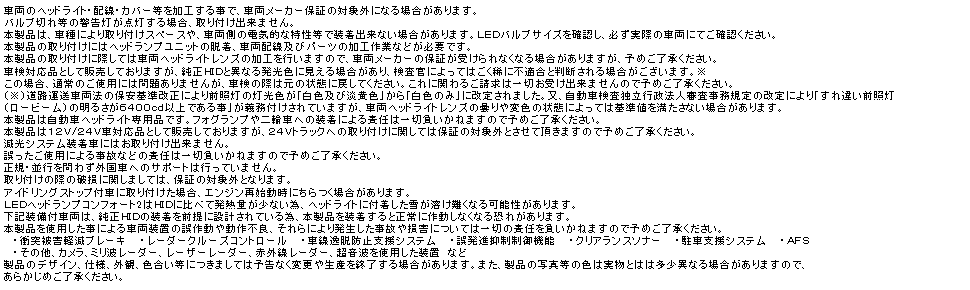 車両のヘッドライト・配線・カバー等を加工する事で、車両メーカー保証の対象外になる場合があります。
バルブ切れ等の警告灯が点灯する場合、取り付け出来ません。
本製品は、車種により取り付けスペースや、車両側の電気的な特性等で装着出来ない場合があります。LEDバルブサイズを確認し、必ず実際の車両にてご確認ください。
本製品の取り付けにはヘッドランプユニットの脱着、車両配線及びパーツの加工作業などが必要です。
本製品の取り付けに際しては車両ヘッドライトレンズの加工を行いますので、車両メーカーの保証が受けられなくなる場合がありますが、予めご了承ください。
車検対応品として販売しておりますが、純正HIDと異なる発光色に見える場合があり、検査官によってはごく稀に不適合と判断される場合がございます。※
この場合、通常のご使用には問題ありませんが、車検の際は元の状態に戻してください。これに関わるご請求は一切お受け出来ませんので予めご了承ください。
(※)道路運送車両法の保安基準改正により前照灯の灯光色が「白色及び淡黄色」から「白色のみ」に改定されました。又、自動車検査独立行政法人審査事務規定の改定により「すれ違い前照灯
(ロービーム)の明るさが6400cd以上である事」が義務付けされていますが、車両ヘッドライトレンズの曇りや変色の状態によっては基準値を満たさない場合があります。
本製品は自動車ヘッドライト専用品です。フォグランプや二輪車への装着による責任は一切負いかねますので予めご了承ください。
本製品は12V/24V車対応品として販売しておりますが、24Vトラックへの取り付けに関しては保証の対象外とさせて頂きますので予めご了承ください。
減光システム装着車にはお取り付け出来ません。
誤ったご使用による事故などの責任は一切負いかねますので予めご了承ください。
正規・並行を問わず外国車へのサポートは行っていません。
取り付けの際の破損に関しましては、保証の対象外となります。
アイドリングストップ付車に取り付けた場合、エンジン再始動時にちらつく場合があります。
LEDヘッドランプコンフォート2はHIDに比べて発熱量が少ない為、ヘッドライトに付着した雪が溶け難くなる可能性があります。
下記装備付車両は、純正HIDの装着を前提に設計されている為、本製品を装着すると正常に作動しなくなる恐れがあります。
本製品を使用した事による車両装置の誤作動や動作不良、それらにより発生した事故や損害については一切の責任を負いかねますので予めご了承ください。
・衝突被害軽減ブレーキ ・レーダークルーズコントロール ・車線逸脱防止支援システム ・誤発進抑制制御機能 ・クリアランスソナー ・駐車支援システム ・AFS
・その他、カメラ、ミリ波レーダー、レーザーレーダー、赤外線レーダー、超音波を使用した装置 など
製品のデザイン、仕様、外観、色合い等につきましては予告なく変更や生産を終了する場合があります。また、製品の写真等の色は実物とはは多少異なる場合がありますので、
あらかじめご了承ください。